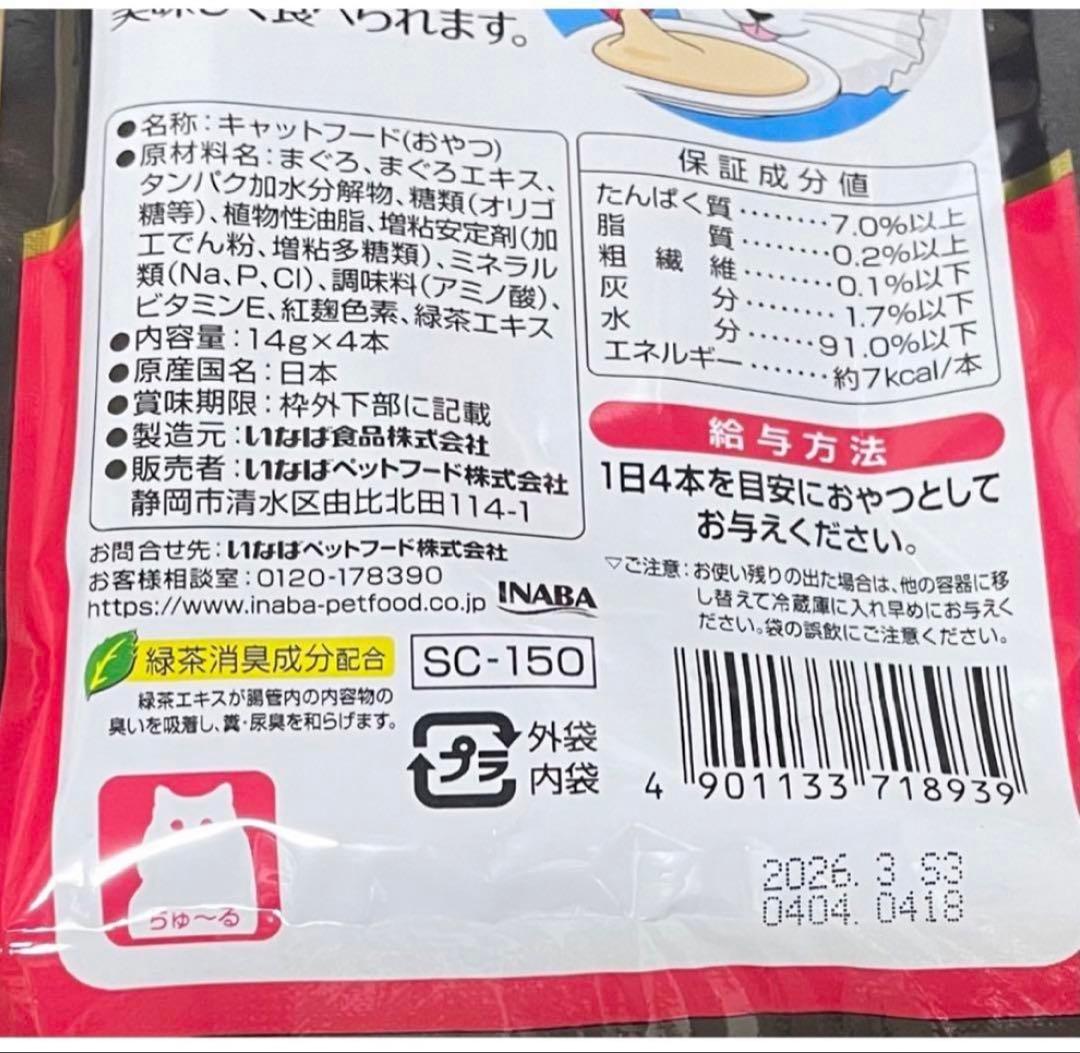 美味しく食べられます。
●名称：キャットフード(おやつ)
●原材料名：まぐろ、まぐろエキス、
タンパク加水分解物、糖類(オリゴ
糖等)、植物性油脂、増粘安定剤(加
工でん粉、増粘多糖類)、ミネラル
類(Na、P、Cl)、調味料(アミノ酸)、
ビタミンE、紅麹色素、緑茶エキス
●内容量：14g×4本
●原産国名：日本
●賞味期限：枠外下部に記載
●製造元：いなば食品株式会社
●販売者：いなばペットフード株式会社
静岡市清水区由比北田114-1
お問合せ先：いなばペットフード株式会社
お客様相談室：0120-178390
https://www.inaba-petfood.co.jp
INABA
緑茶消臭成分配合
SC-150
緑茶エキスが腸管内の内容物の
臭いを吸着し、糞・尿臭を和らげます。
プラ
外袋
内袋
ちゅ～る
保証成分値
たんぱく質………7.0%以上
脂質………0.2%以上
粗繊維………0.1%以下
灰分………1.7%以下
水分………91.0%以下
エネルギー………約7kcal/本
給与方法
1日4本を目安におやつとして
お与えください。
▽ご注意：お使い残りの出た場合は、他の容器に移
し替えて冷蔵庫に入れ早めにお与えく
ださい。袋の誤飲にご注意ください。
4 901133 718939
2026. 3 S3
0404. 0418